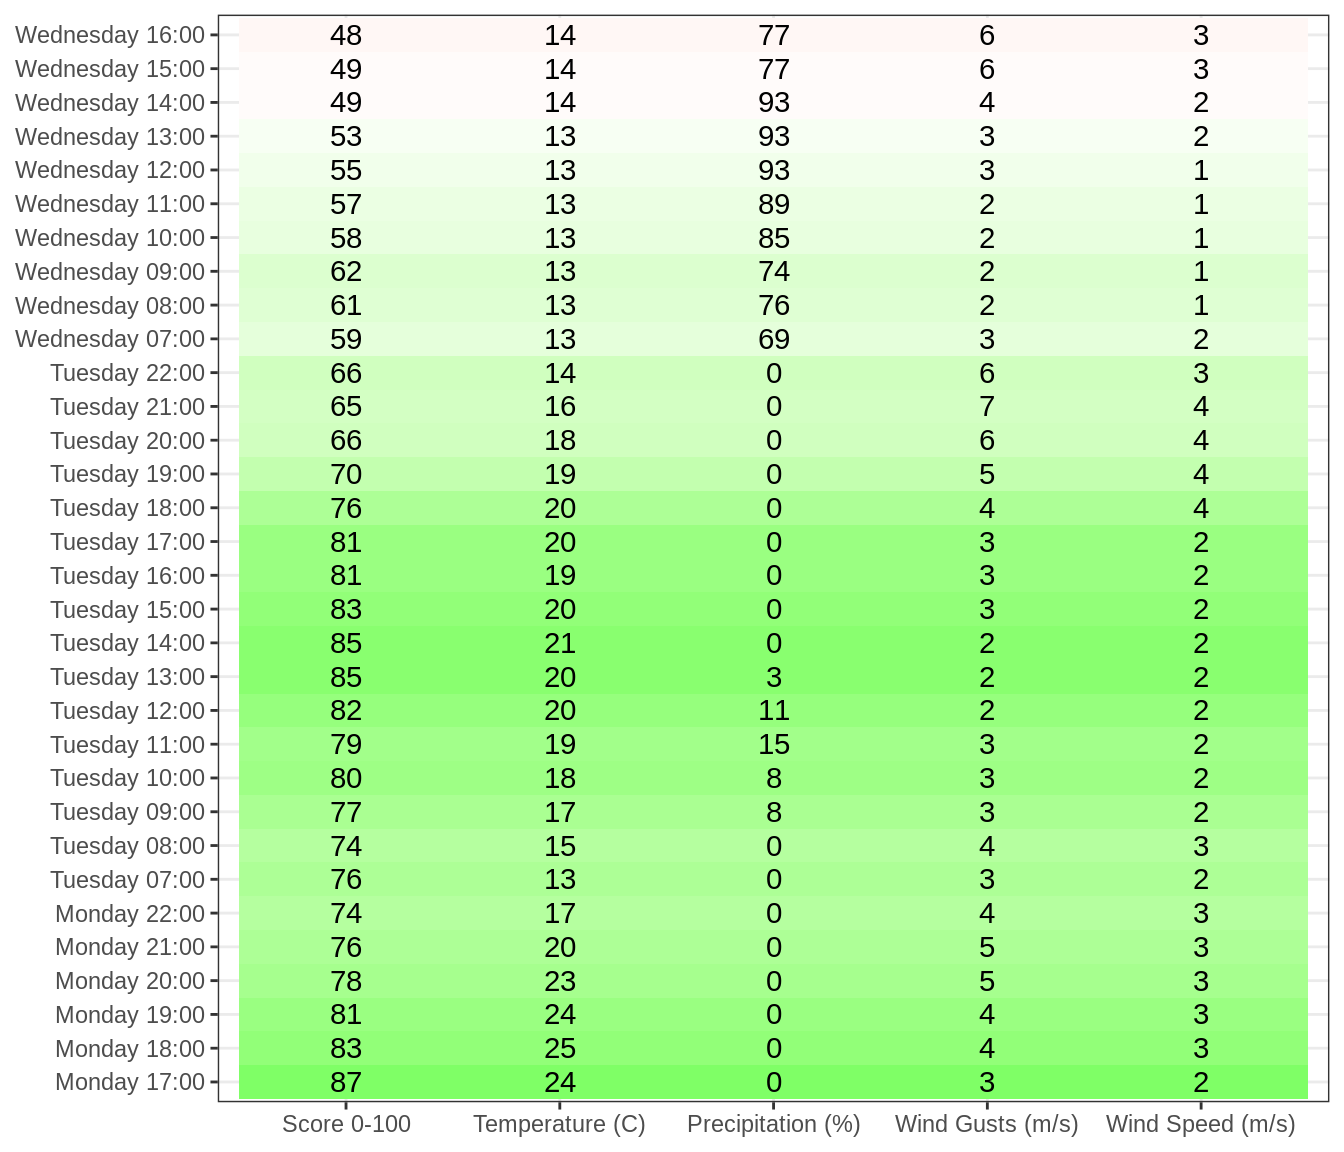 Wednesday 16:00 48 14 77 6 3
Wednesday 15:00 49 14 77 6 3
Wednesday 14:00 49 14 93 4 2
Wednesday 13:00 53 13 93 3 2
Wednesday 12:00 55 13 93 3 1
Wednesday 11:00 57 13 89 2 1
Wednesday 10:00 58 13 85 2 1
Wednesday 09:00 62 13 74 2 1
Wednesday 08:00 61 13 76 2 1
Wednesday 07:00 59 13 69 3 2
Tuesday 22:00 66 14 0 6 3
Tuesday 21:00 65 16 0 7 4
Tuesday 20:00 66 18 0 6 4
Tuesday 19:00 70 19 0 5 4
Tuesday 18:00 76 20 0 4 4
Tuesday 17:00 81 20 0 3 2
Tuesday 16:00 81 19 0 3 2
Tuesday 15:00 83 20 0 3 2
Tuesday 14:00 85 21 0 2 2
Tuesday 13:00 85 20 3 2 2
Tuesday 12:00 82 20 11 2 2
Tuesday 11:00 79 19 15 3 2
Tuesday 10:00 80 18 8 3 2
Tuesday 09:00 77 17 8 3 2
Tuesday 08:00 74 15 0 4 3
Tuesday 07:00 76 13 0 3 2
Monday 22:00 74 17 0 4 3
Monday 21:00 76 20 0 5 3
Monday 20:00 78 23 0 5 3
Monday 19:00 81 24 0 4 3
Monday 18:00 83 25 0 4 3
Monday 17:00 87 24 0 3 2
Score 0-100 Temperature (C) Precipitation (%) Wind Gusts (m/s) Wind Speed (m/s)